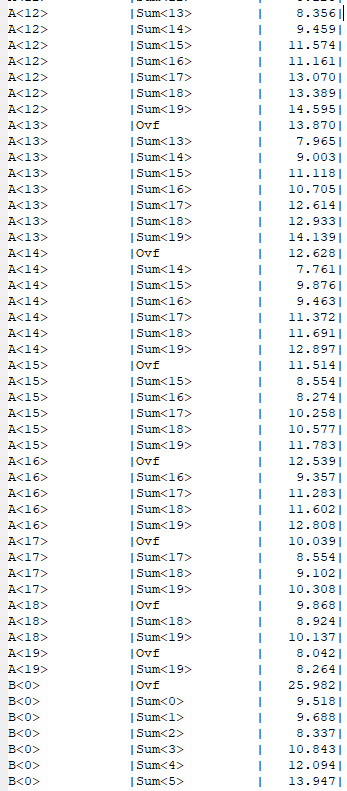 A<12> |Sum<13> | 8.356|
A<12> |Sum<14> | 9.459|
A<12> |Sum<15> | 11.574|
A<12> |Sum<16> | 11.161|
A<12> |Sum<17> | 13.070|
A<12> |Sum<18> | 13.389|
A<12> |Sum<19> | 14.595|
A<13> |Ovf | 13.870|
A<13> |Sum<13> | 7.965|
A<13> |Sum<14> | 9.003|
A<13> |Sum<15> | 11.118|
A<13> |Sum<16> | 10.705|
A<13> |Sum<17> | 12.614|
A<13> |Sum<18> | 12.933|
A<13> |Sum<19> | 14.139|
A<14> |Ovf | 12.628|
A<14> |Sum<14> | 7.761|
A<14> |Sum<15> | 9.876|
A<14> |Sum<16> | 9.463|
A<14> |Sum<17> | 11.372|
A<14> |Sum<18> | 11.691|
A<14> |Sum<19> | 12.897|
A<15> |Ovf | 11.514|
A<15> |Sum<15> | 8.554|
A<15> |Sum<16> | 8.274|
A<15> |Sum<17> | 10.258|
A<15> |Sum<18> | 10.577|
A<15> |Sum<19> | 11.783|
A<16> |Ovf | 12.539|
A<16> |Sum<16> | 9.357|
A<16> |Sum<17> | 11.283|
A<16> |Sum<18> | 11.602|
A<16> |Sum<19> | 12.808|
A<17> |Ovf | 10.039|
A<17> |Sum<17> | 8.554|
A<17> |Sum<18> | 9.102|
A<17> |Sum<19> | 10.308|
A<18> |Ovf | 9.868|
A<18> |Sum<18> | 8.924|
A<18> |Sum<19> | 10.137|
A<19> |Ovf | 8.042|
A<19> |Sum<19> | 8.264|
B<0> |Ovf | 25.982|
B<0> |Sum<0> | 9.518|
B<0> |Sum<1> | 9.688|
B<0> |Sum<2> | 8.337|
B<0> |Sum<3> | 10.843|
B<0> |Sum<4> | 12.094|
B<0> |Sum<5> | 13.947|